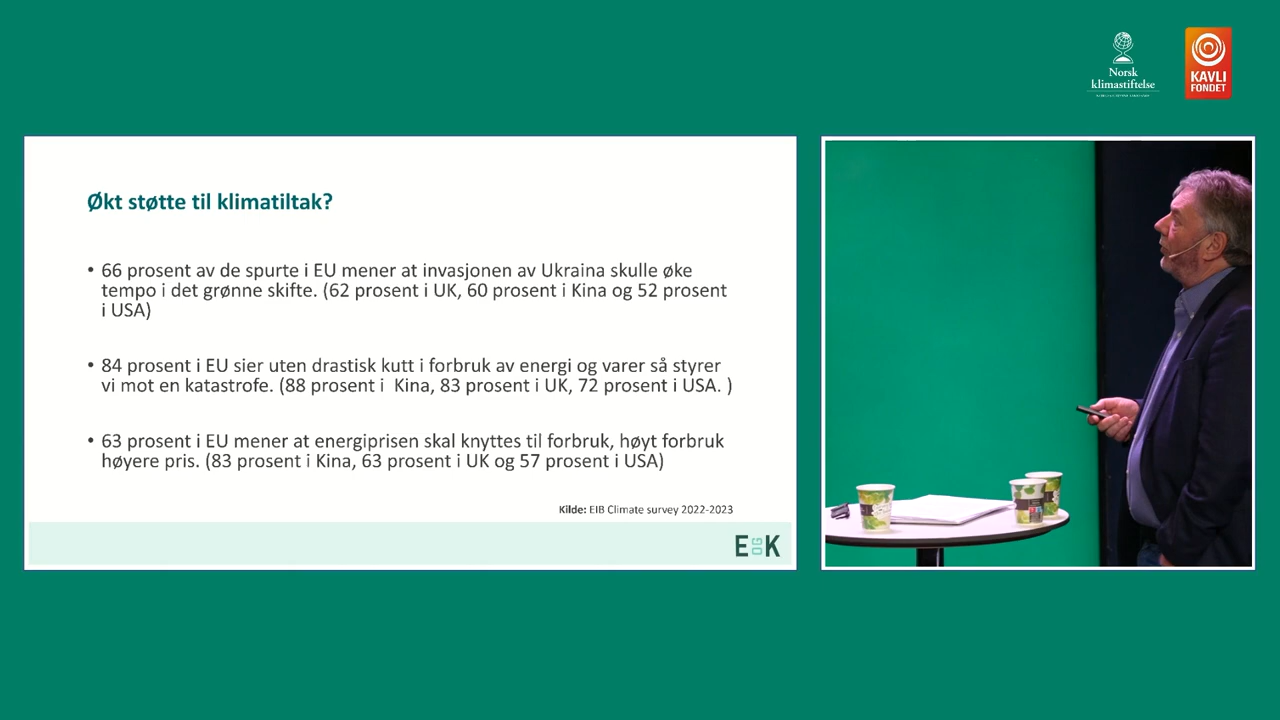 Norsk
klimastiftelse
KAVLI
FONDET
Økt støtte til klimatiltak?
• 66 prosent av de spurte i EU mener at invasjonen av Ukraina skulle øke
tempo i det grønne skifte. (62 prosent i UK, 60 prosent i Kina og 52 prosent
i USA)
• 84 prosent i EU sier uten drastisk kutt i forbruk av energi og varer så styrer
vi mot en katastrofe. (88 prosent i  Kina, 83 prosent i UK, 72 prosent i USA. )
• 63 prosent i EU mener at energiprisen skal knyttes til forbruk, høyt forbruk
høyere pris. (83 prosent i Kina, 63 prosent i UK og 57 prosent i USA)
Kilde: EIB Climate survey 2022-2023
E OG K